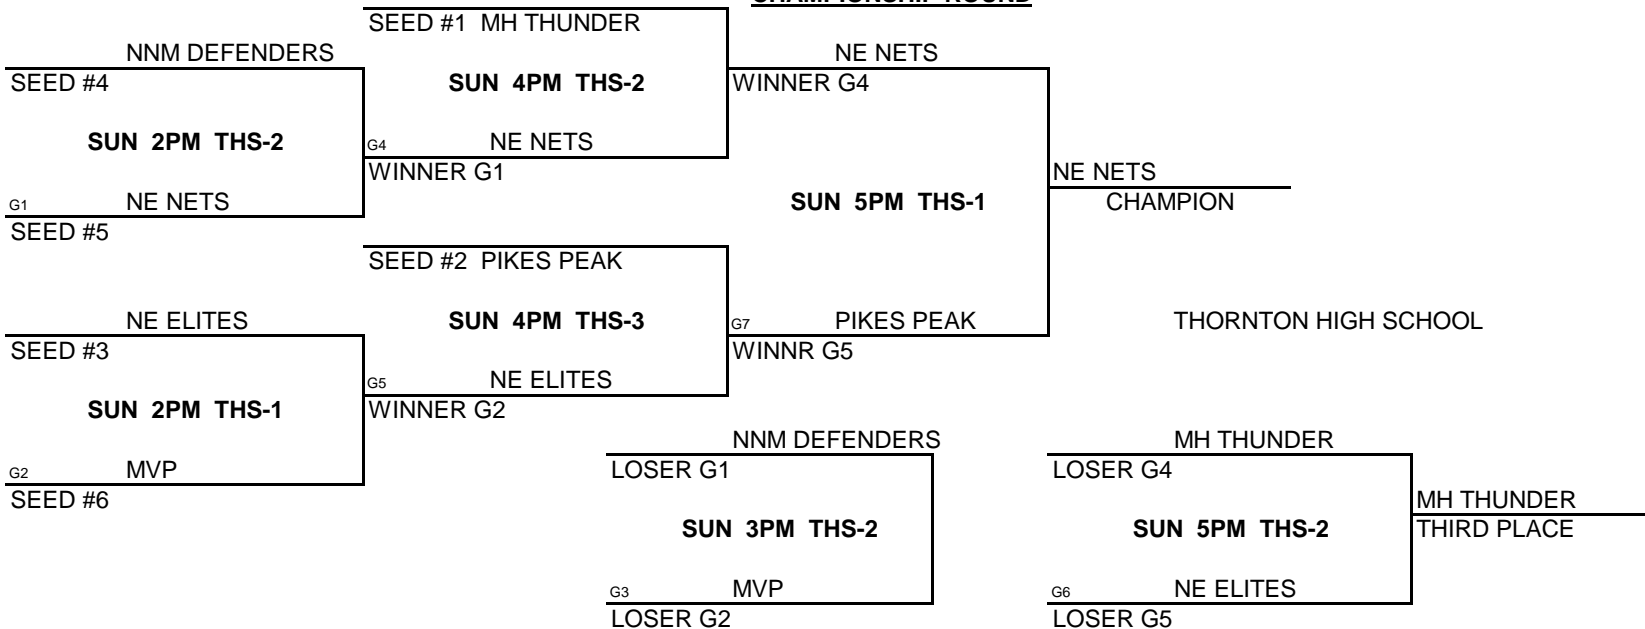 CHAMPIONSHIP ROUND
SEED #1 MH THUNDER
NNM DEFENDERS
NE NETS
SEED #4
SUN 4PM THS-2
WINNER G4
SUN 2PM THS-2
G4 NE NETS
WINNER G1
NE NETS
G1 NE NETS
SUN 5PM THS-1
CHAMPION
SEED #5
SEED #2 PIKES PEAK
NE ELITES
SUN 4PM THS-3
G7 PIKES PEAK
THORNTON HIGH SCHOOL
SEED #3
WINNR G5
G5 NE ELITES
SUN 2PM THS-1
WINNER G2
NNM DEFENDERS
MH THUNDER
G2 MVP
LOSER G1
LOSER G4
SEED #6
MH THUNDER
SUN 3PM THS-2
SUN 5PM THS-2
THIRD PLACE
G3 MVP
G6 NE ELITES
LOSER G2
LOSER G5